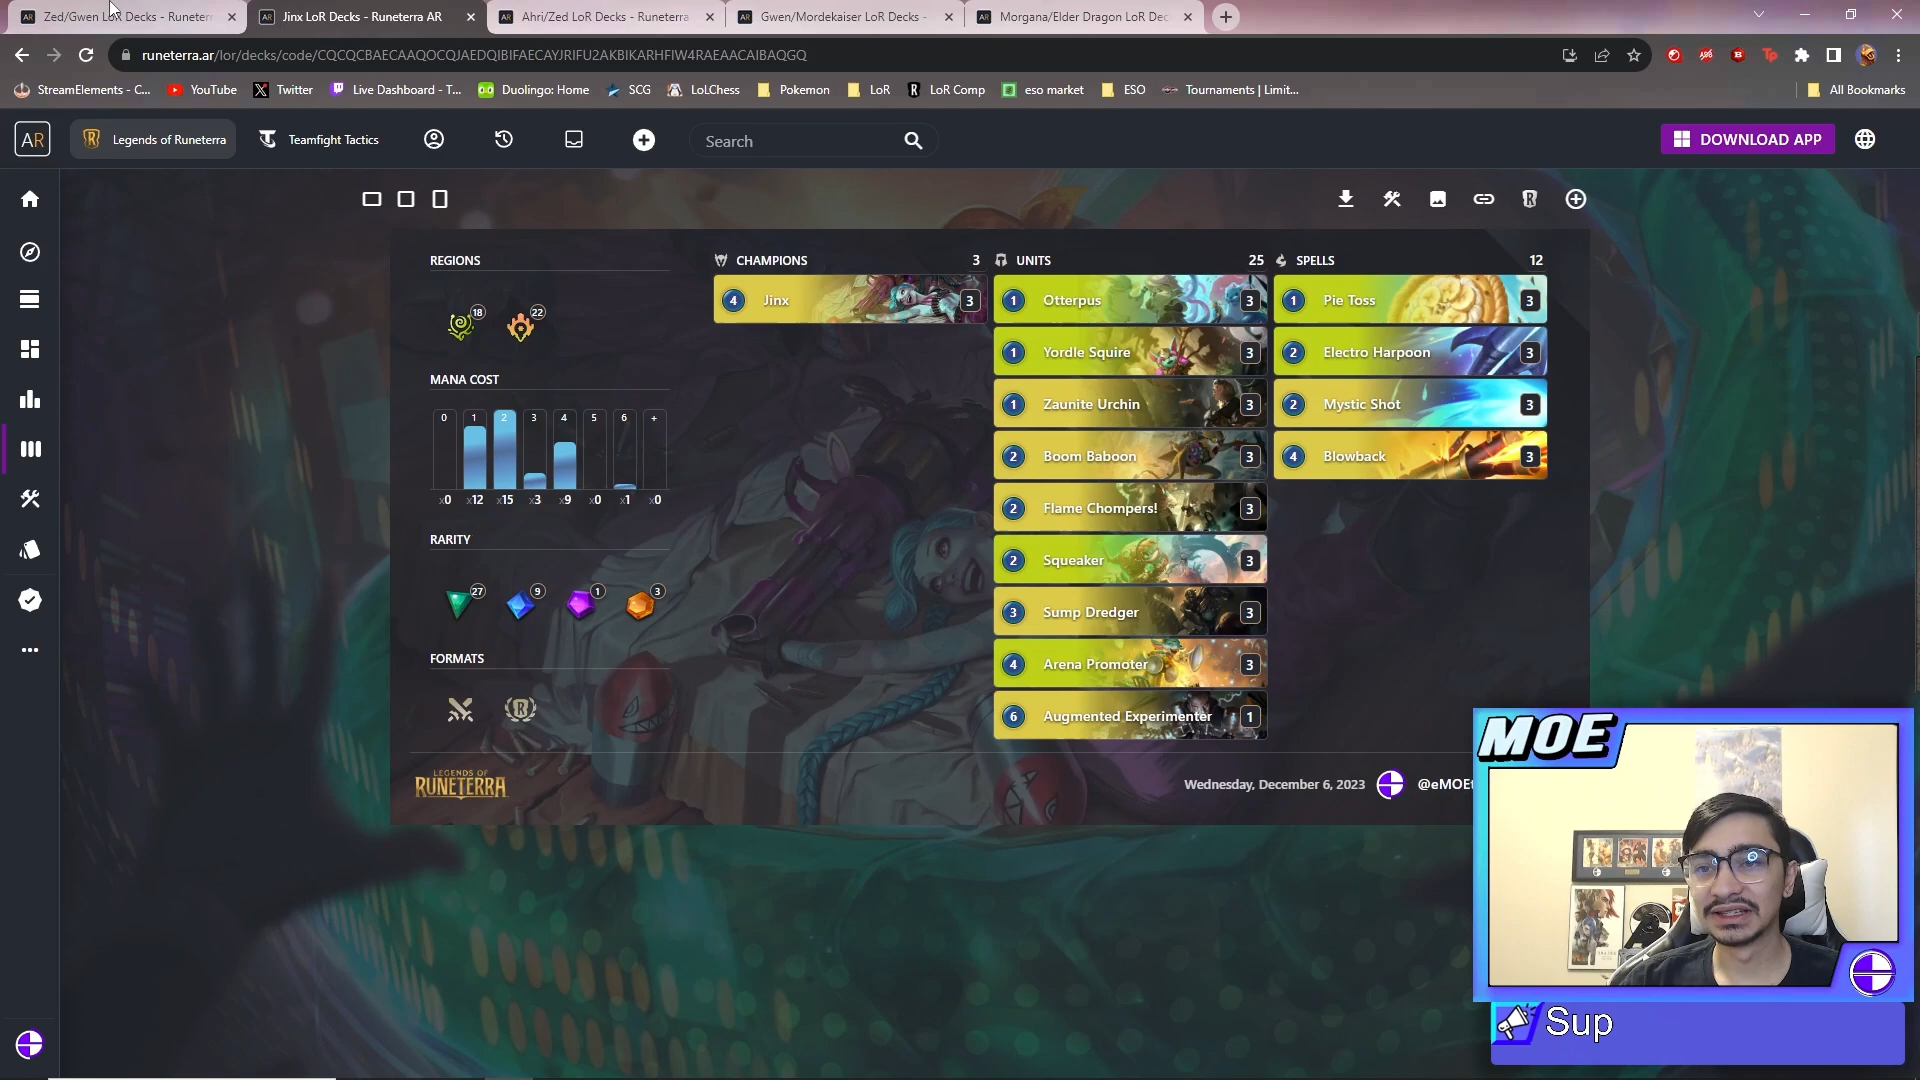 Zed/Gwen LoR Decks - Runeterr
Jinx LoR Decks - Runeterra AR
Ahri/Zed LoR Decks - Runeterra
Gwen/Mordekaiser LoR Decks -
Morgana/Elder Dragon LoR Dec
runeterra.ar/lor/decks/code/CQCQCBAECAAQOCQJAEDQIBIFAECAYJRIFU2AKBIKARHFIW4RAEAACAIBAQGQ
StreamElements - C...
YouTube
Twitter
Live Dashboard - T...
Duolingo: Home
SCG
LoLChess
Pokemon
LoR
LoR Comp
eso market
ESO
Tournaments | Limit...
All Bookmarks
AR
Legends of Runeterra
Teamfight Tactics
Search
DOWNLOAD APP
REGIONS
18
22
MANA COST
0 1 2 3 4 5 6 +
x0 x12 x15 x3 x9 x0 x1 x0
RARITY
27
9
1
3
FORMATS
CHAMPIONS 3
4 Jinx 3
UNITS 25
1 Otterpus 3
1 Yordle Squire 3
1 Zaunite Urchin 3
2 Boom Baboon 3
2 Flame Chompers! 3
2 Squeaker 3
3 Sump Dredger 3
4 Arena Promoter 3
6 Augmented Experimenter 1
SPELLS 12
1 Pie Toss 3
2 Electro Harpoon 3
2 Mystic Shot 3
4 Blowback 3
LEGENDS OF
RUNETERRA
Wednesday, December 6, 2023
@eMOEt
MOE
Sup